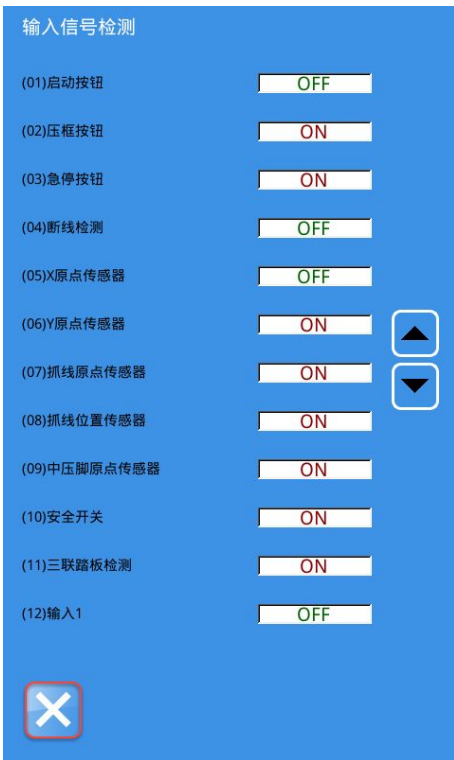 输入信号检测
(01)启动按钮 OFF
(02)压框按钮 ON
(03)急停按钮 ON
(04)断线检测 OFF
(05)X原点传感器 OFF
(06)Y原点传感器 ON
(07)抓线原点传感器 ON
(08)抓线位置传感器 ON
(09)中压脚原点传感器 ON
(10)安全开关 ON
(11)三联踏板检测 ON
(12)输入1 OFF